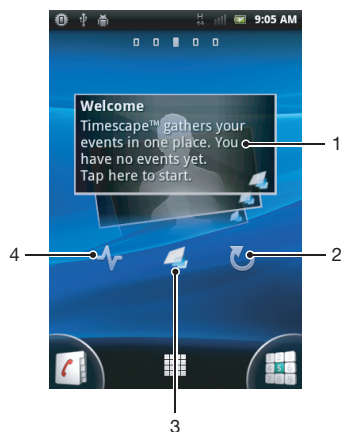 9:05 AM
Welcome
Timescape™ gathers your
events in one place. You
have no events yet.
Tap here to start.
1
4
2
3